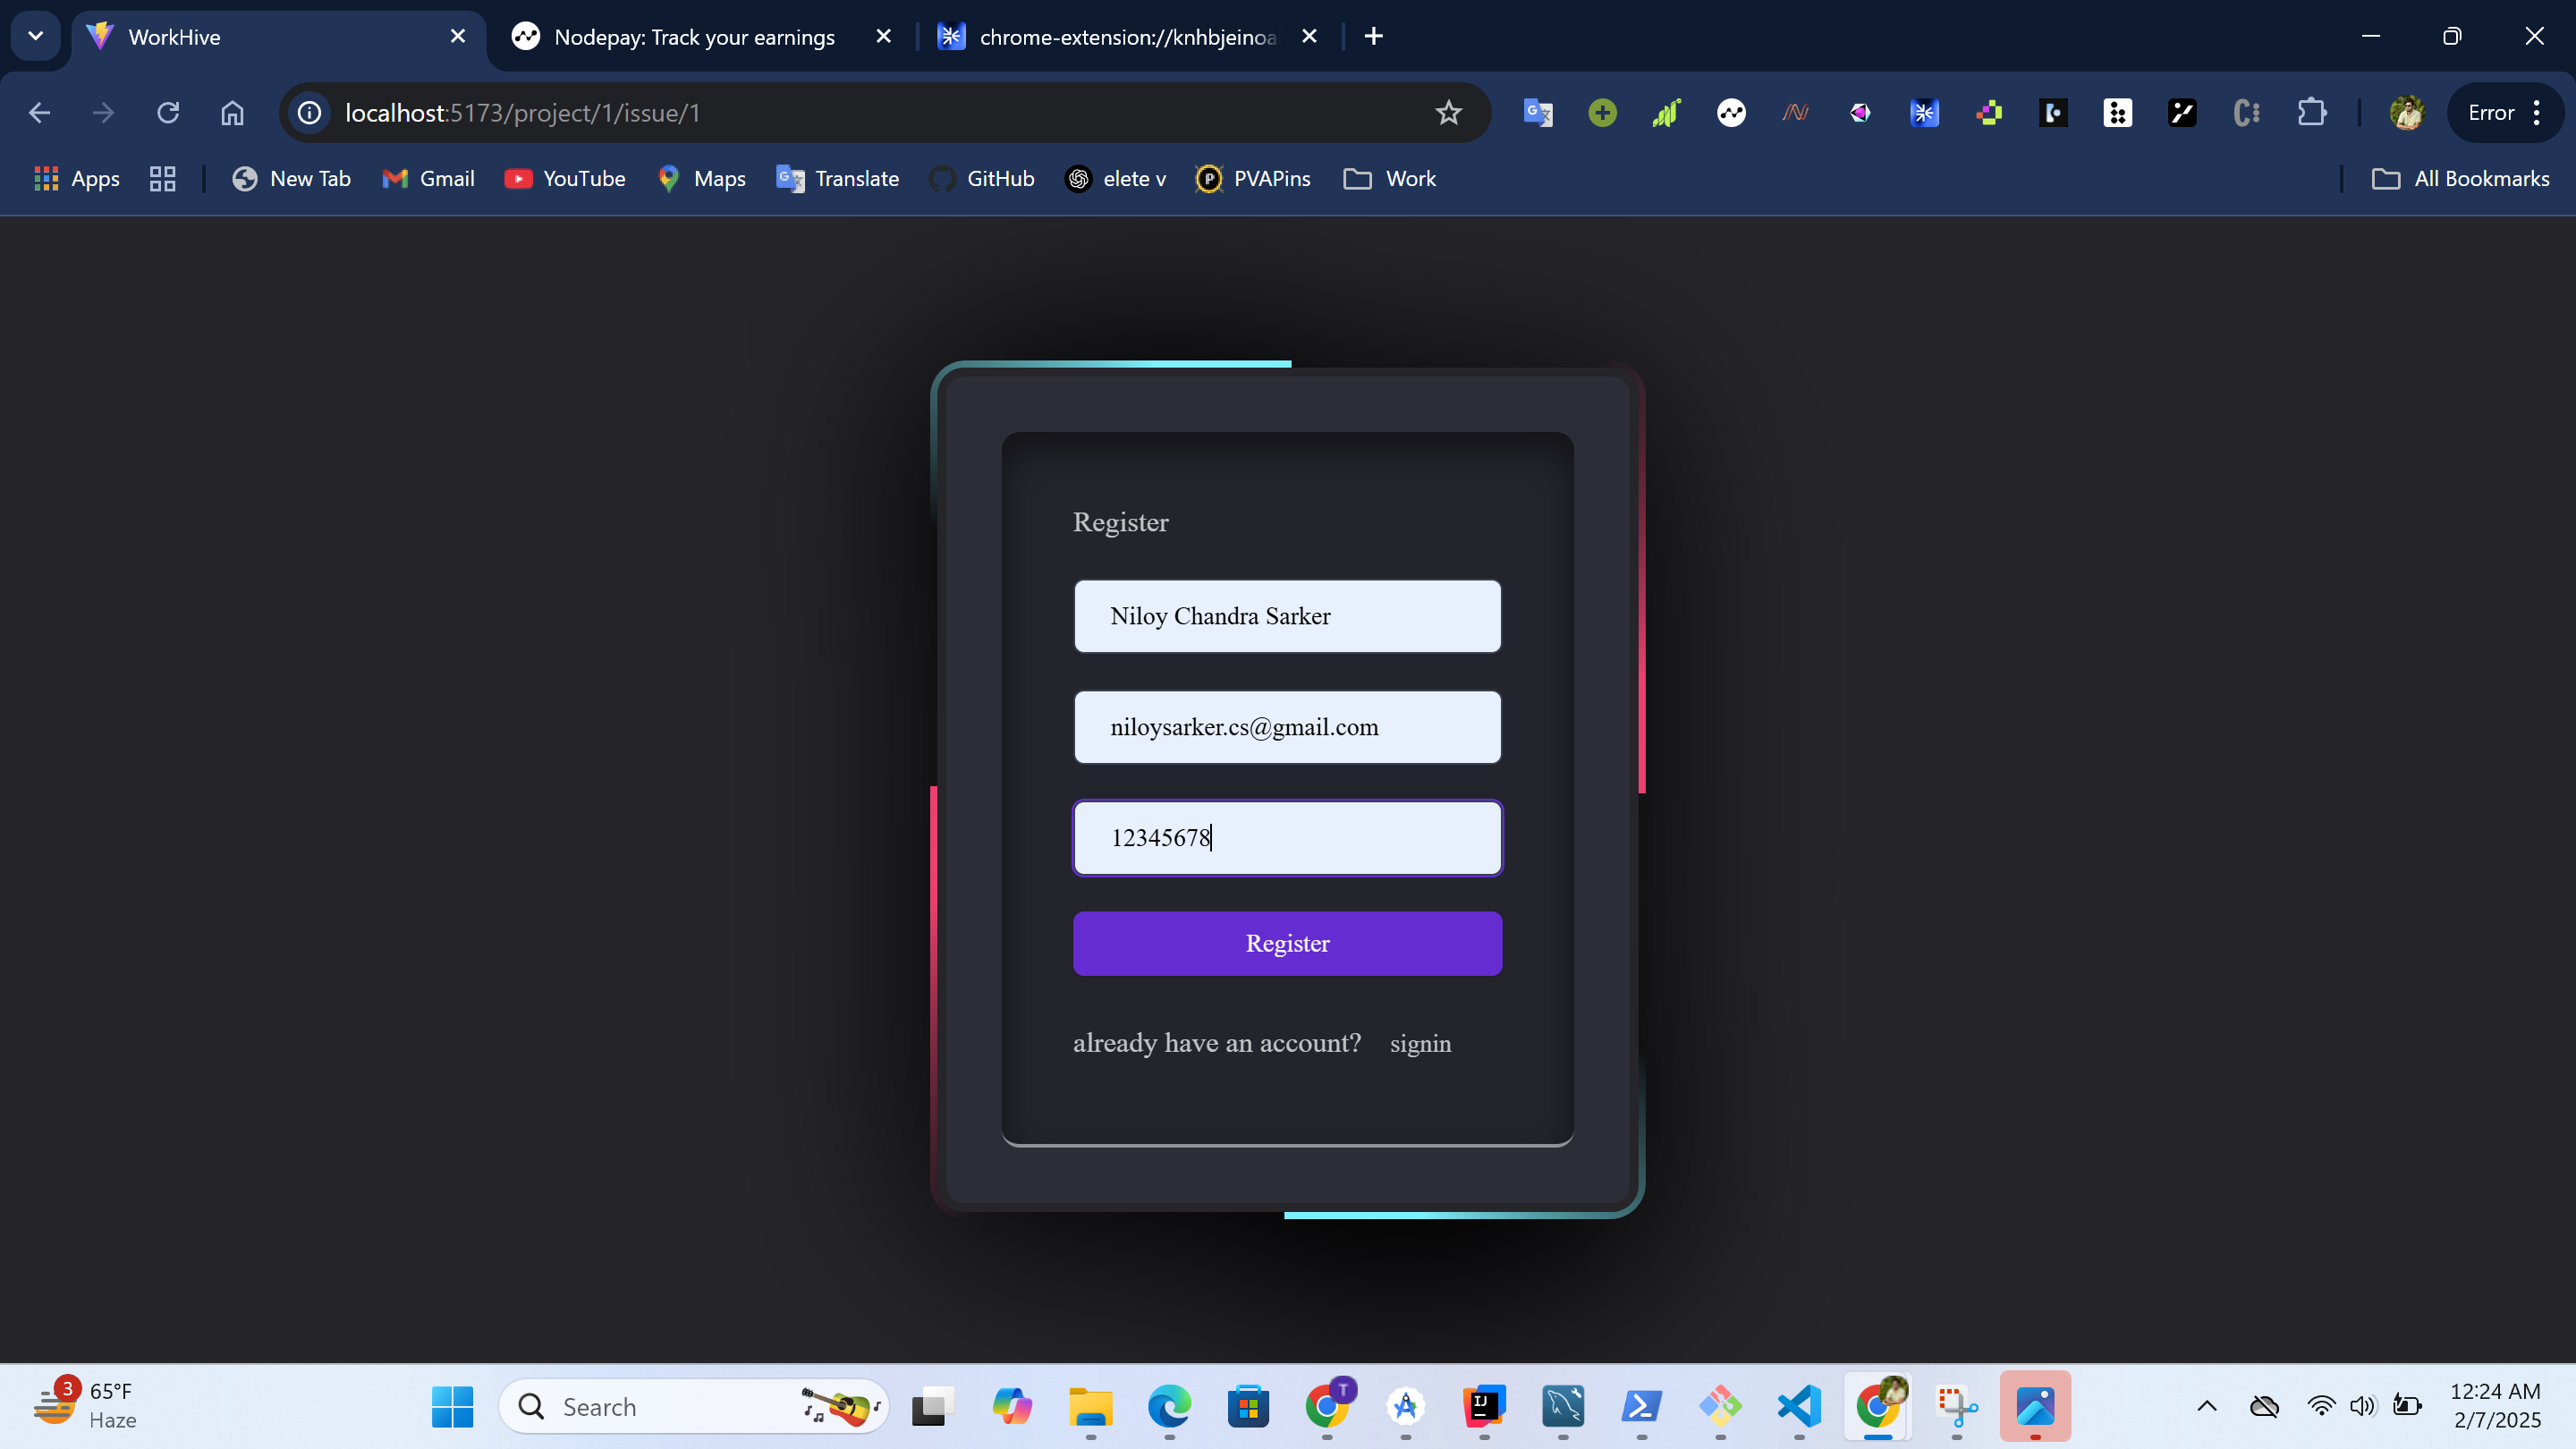 WorkHive
Nodepay: Track your earnings
chrome-extension://knhbjeinoa
localhost:5173/project/1/issue/1
Error
Apps
New Tab
Gmail
YouTube
Maps
Translate
GitHub
elete v
PVAPins
Work
All Bookmarks
Register
Niloy Chandra Sarker
niloysarker.cs@gmail.com
12345678
Register
already have an account? signin
3
65°F
Haze
Search
T
IJ
12:24 AM
2/7/2025